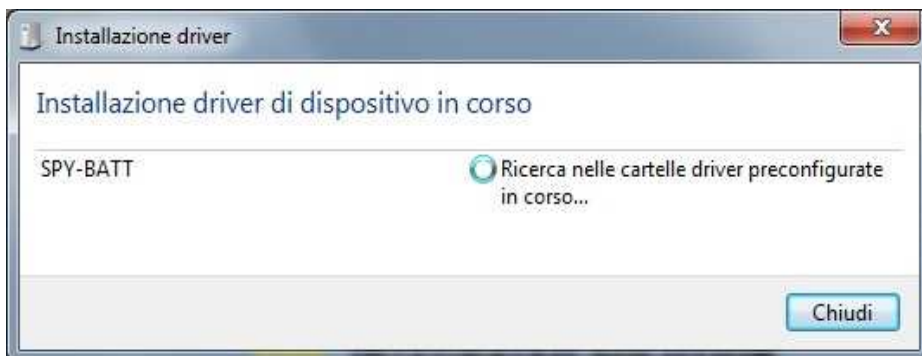 Installazione driver
Installazione driver di dispositivo in corso
SPY-BATT
Ricerca nelle cartelle driver preconfigurate
in corso...
Chiudi